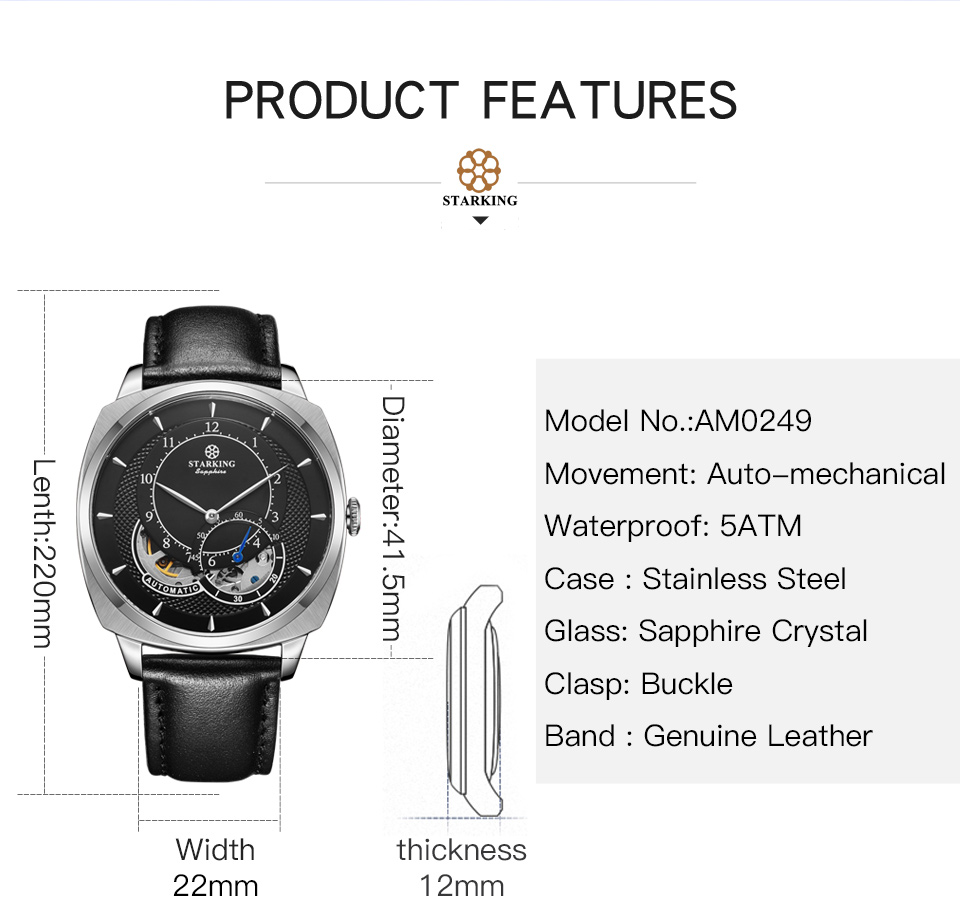 PRODUCT FEATURES
STARKING
Lenth:220mm
Diameter:41.5mm
12
11
1
STARKING
Sapphire
10
2
9
3
8
4
7
6
60
5
10
50
45
20
30
AUTOMATIC
Model No.:AM0249
Movement: Auto-mechanical
Waterproof: 5ATM
Case : Stainless Steel
Glass: Sapphire Crystal
Clasp: Buckle
Band : Genuine Leather
Width
22mm
thickness
12mm